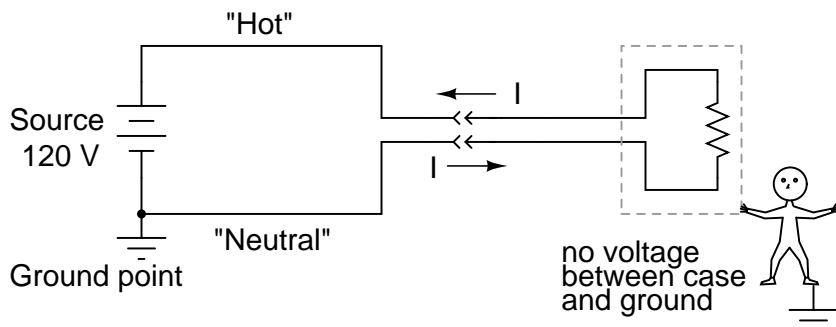 "Hot"
I
Source
120 V
I
"Neutral"
Ground point
no voltage
between case
and ground